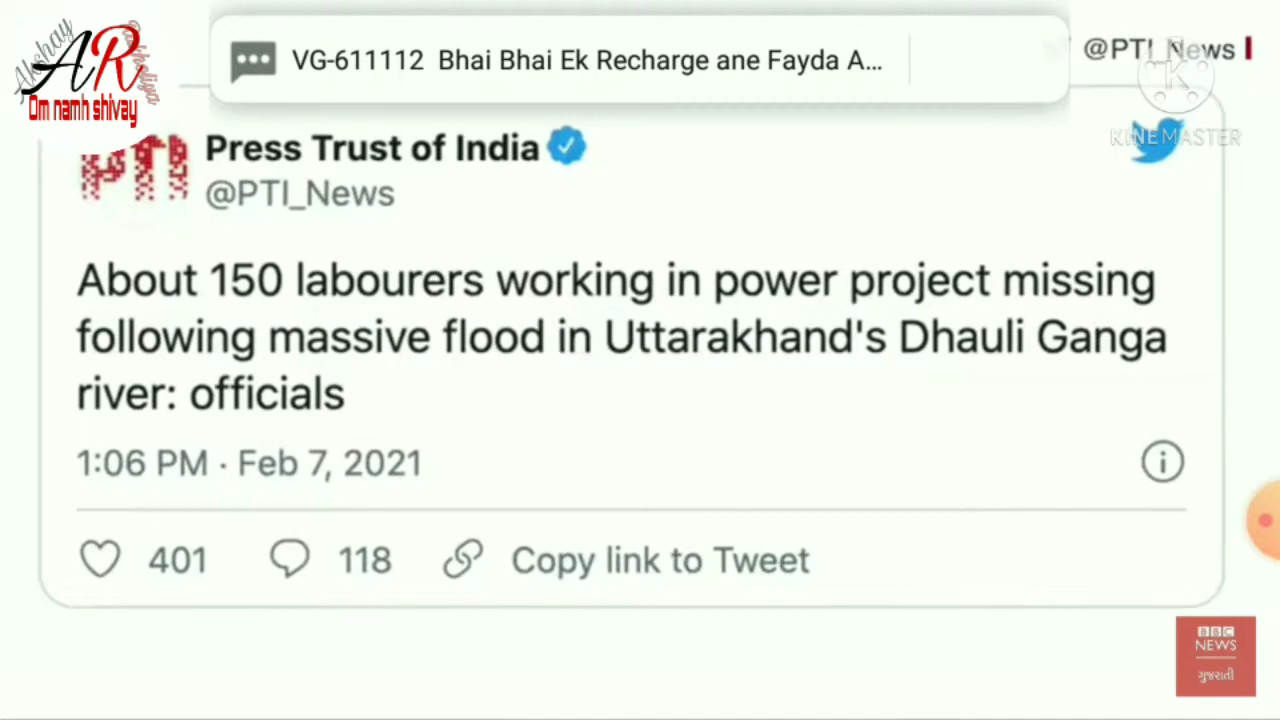 Akshay
AR
Om namh shivay
VG-611112 Bhai Bhai Ek Recharge ane Fayda A...
@PTI_News
K
KINEMASTER
PTI
Press Trust of India
@PTI_News
About 150 labourers working in power project missing
following massive flood in Uttarakhand's Dhauli Ganga
river: officials
1:06 PM · Feb 7, 2021
401 118 Copy link to Tweet
BBC
NEWS
ગુજરાતી